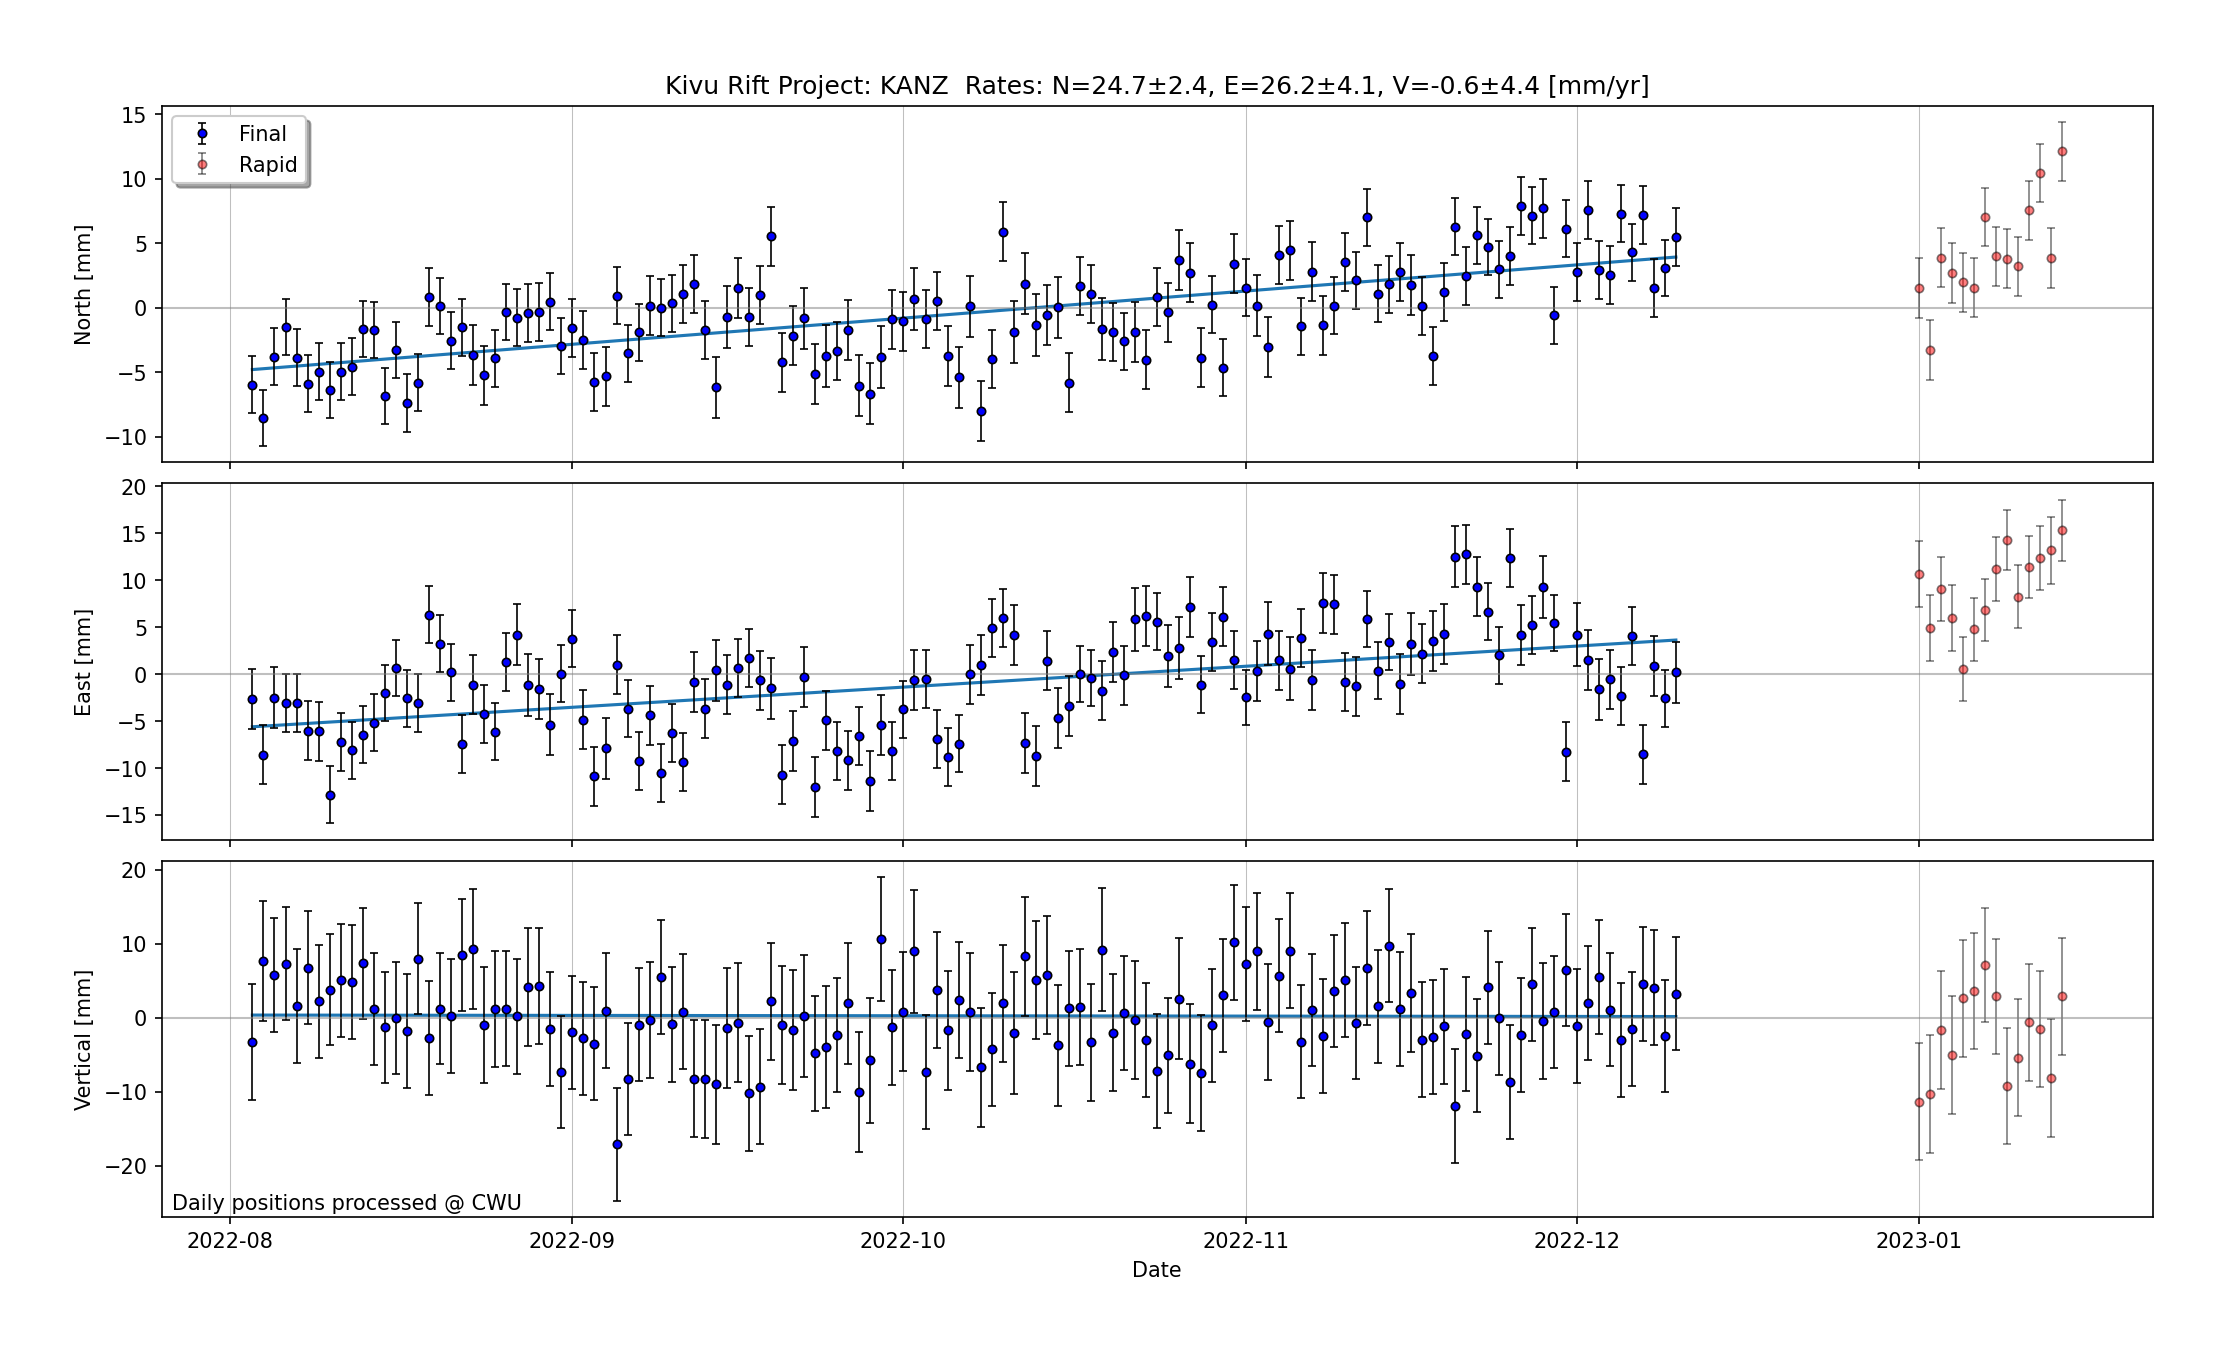 Kivu Rift Project: KANZ  Rates: N=24.7±2.4, E=26.2±4.1, V=-0.6±4.4 [mm/yr]
Final
Rapid
North [mm]
15
10
5
0
−5
−10
East [mm]
20
15
10
5
0
−5
−10
−15
Vertical [mm]
20
10
0
−10
−20
Daily positions processed @ CWU
2022-08 2022-09 2022-10 2022-11 2022-12 2023-01
Date